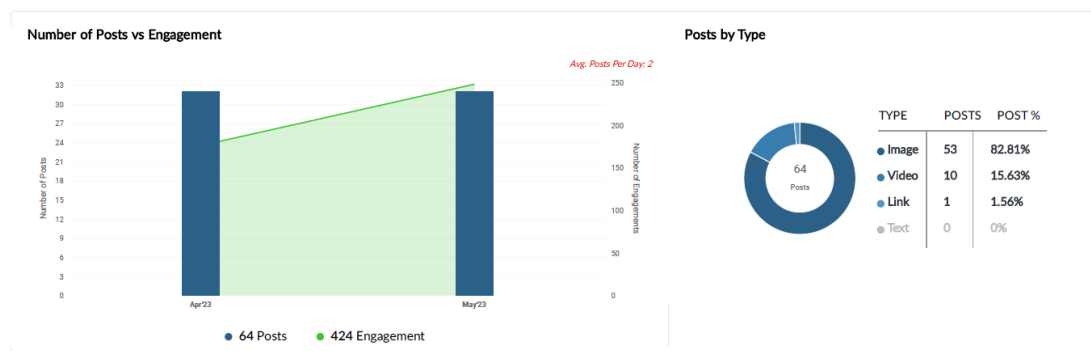 Number of Posts vs Engagement
Avg. Posts Per Day: 2
33
30
27
24
21
18
15
12
9
6
3
0
Number of Posts
250
200
150
100
50
0
Number of Engagements
Apr'23
May'23
64 Posts
424 Engagement
Posts by Type
64
Posts
TYPE POSTS POST %
Image 53 82.81%
Video 10 15.63%
Link 1 1.56%
Text 0 0%